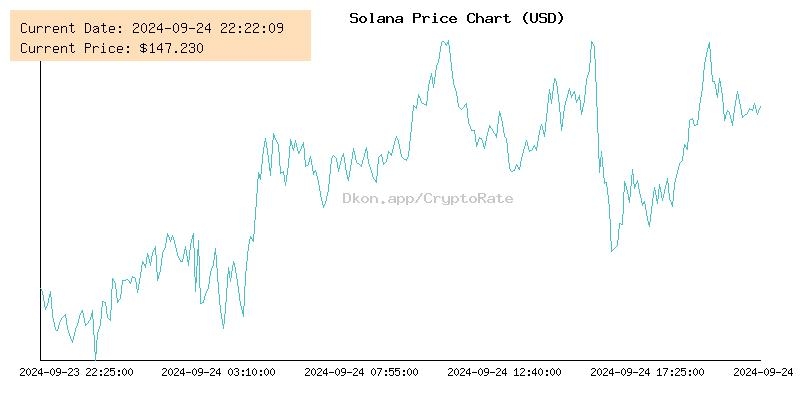 Solana Price Chart (USD)
Current Date: 2024-09-24 22:22:09
Current Price: $147.230
Dkon.app/CryptoRate
2024-09-23 22:25:00 2024-09-24 03:10:00 2024-09-24 07:55:00 2024-09-24 12:40:00 2024-09-24 17:25:00 2024-09-24